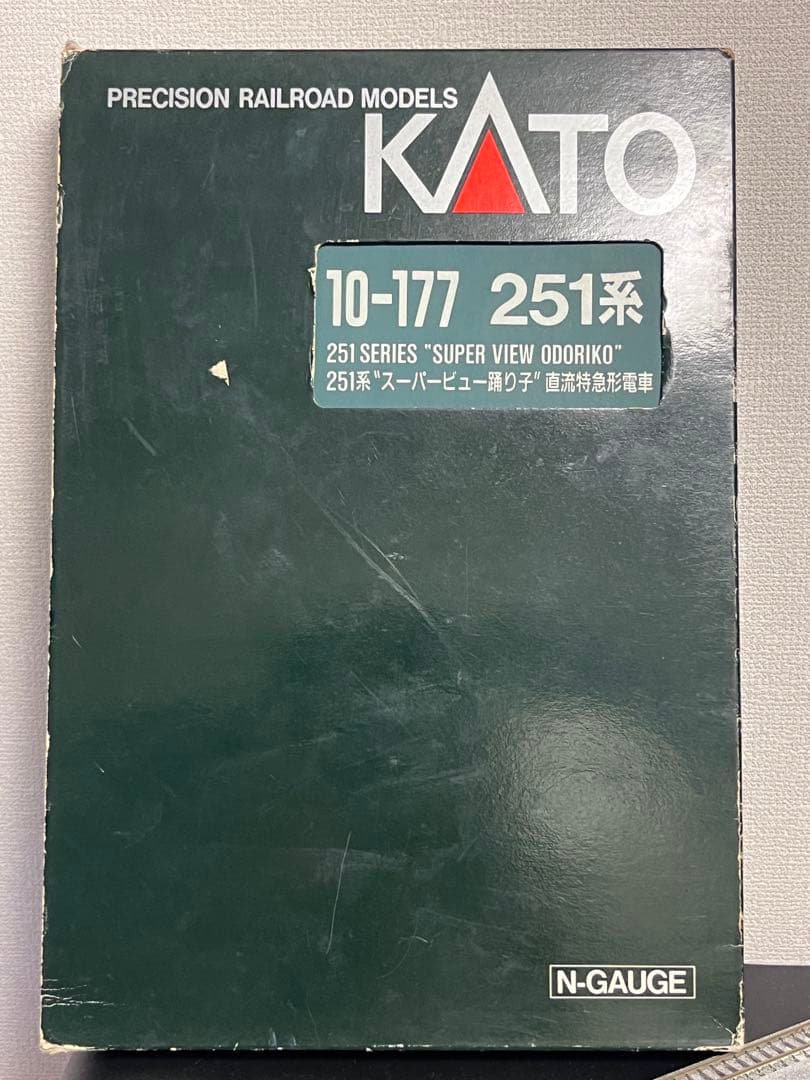 PRECISION RAILROAD MODELS
KATO
10-177 251系
251 SERIES "SUPER VIEW ODORIKO"
251系"スーパービュー踊り子"直流特急形電車
N-GAUGE